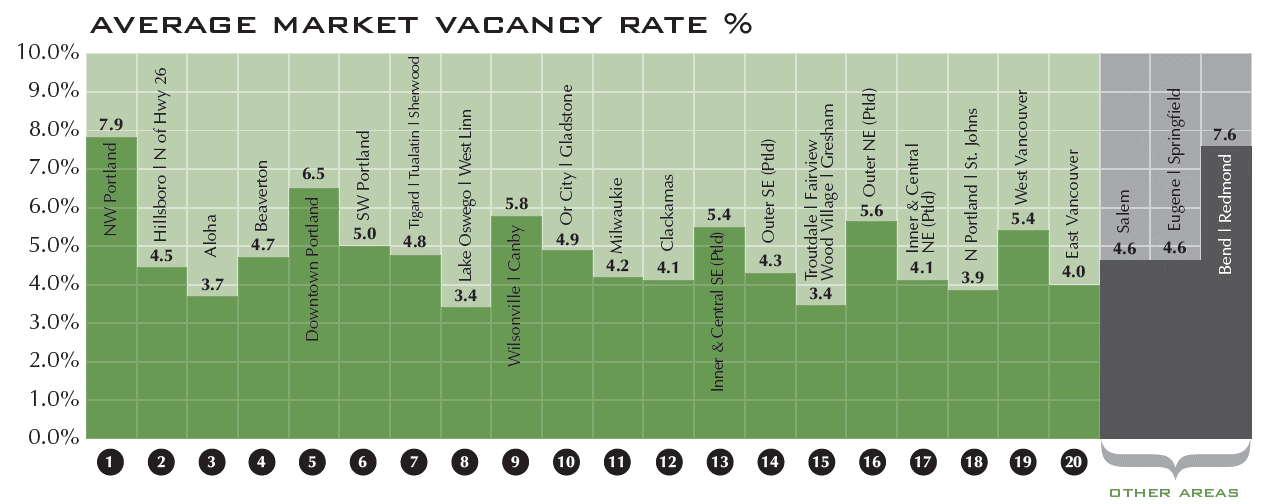 AVERAGE MARKET VACANCY RATE %
10.0%
9.0%
8.0%
7.0%
6.0%
5.0%
4.0%
3.0%
2.0%
1.0%
0.0%
7.9
NW Portland
Hillsboro | N of Hwy 26
4.5
Aloha
3.7
Beaverton
4.7
6.5
Downtown Portland
SW Portland
5.0
Tigard | Tualatin | Sherwood
4.8
Lake Oswego | West Linn
3.4
5.8
Wilsonville | Canby
Or City | Gladstone
4.9
Milwaukie
4.2
Clackamas
4.1
5.4
Inner & Central SE (Ptld)
Outer SE (Ptld)
4.3
Troutdale | Fairview
Wood Village | Gresham
3.4
Outer NE (Ptld)
5.6
Inner & Central
NE (Ptld)
4.1
N Portland | St. Johns
3.9
West Vancouver
5.4
East Vancouver
4.0
Salem
4.6
Eugene | Springfield
4.6
7.6
Bend | Redmond
1 2 3 4 5 6 7 8 9 10 11 12 13 14 15 16 17 18 19 20
OTHER AREAS